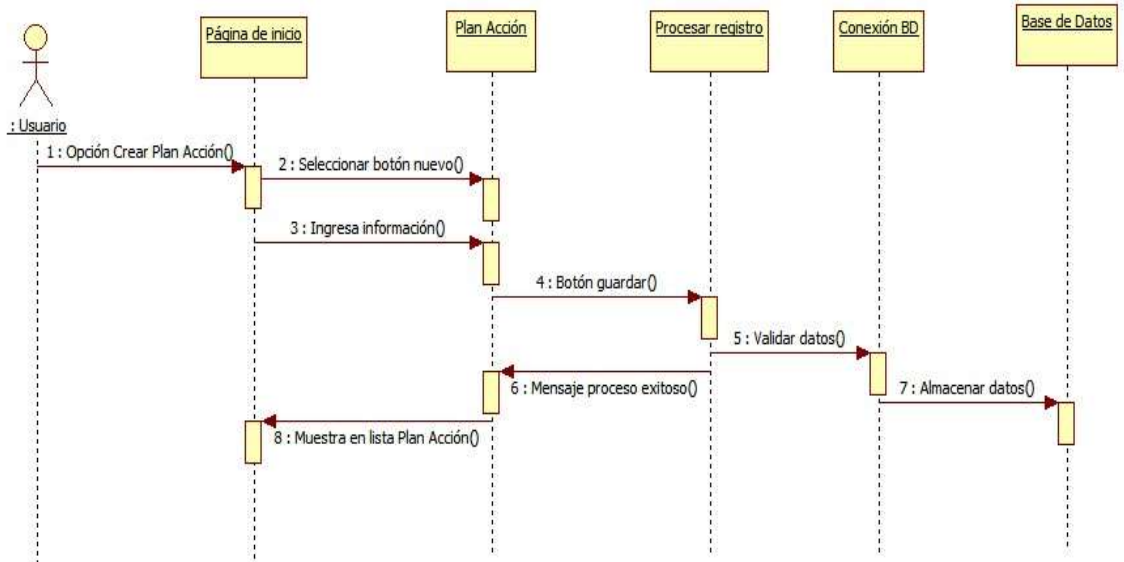 Página de inicio
Plan Acción
Procesar registro
Conexión BD
Base de Datos
: Usuario
1 : Opción Crear Plan Acción()
2 : Seleccionar botón nuevo()
3 : Ingresa información()
4 : Botón guardar()
5 : Validar datos()
6 : Mensaje proceso exitoso()
7 : Almacenar datos()
8 : Muestra en lista Plan Acción()